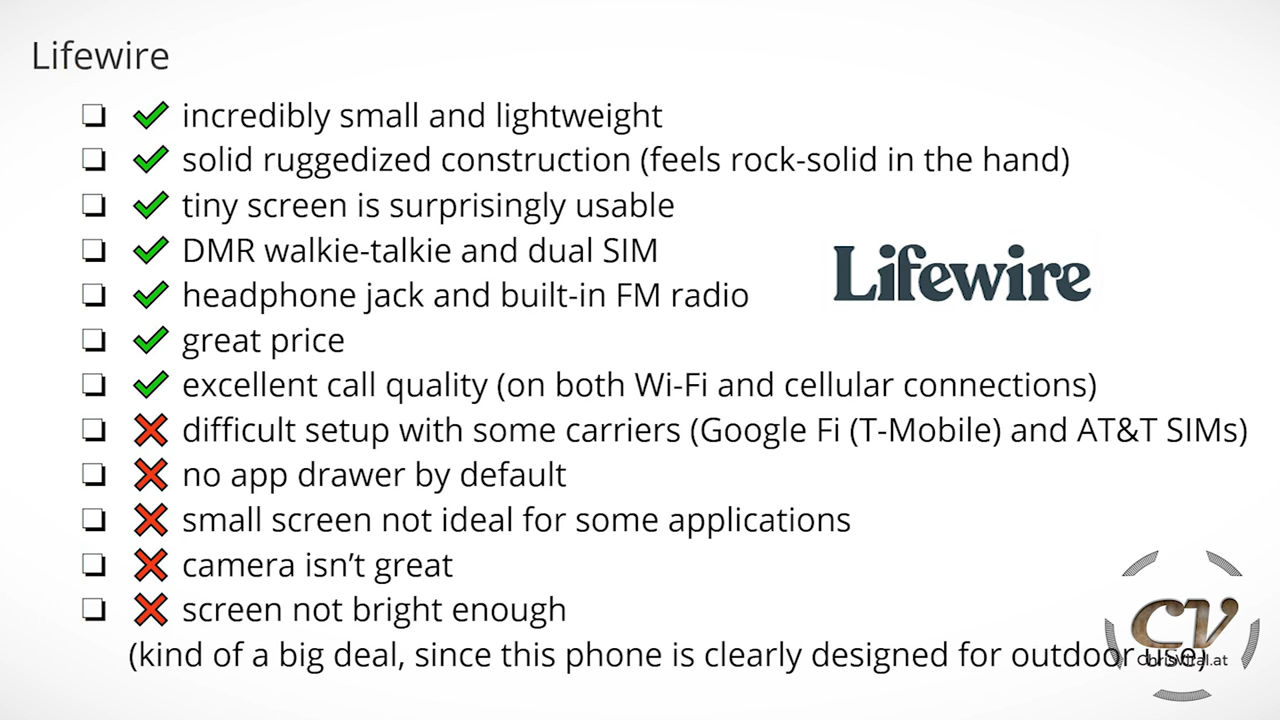 Lifewire
incredibly small and lightweight
solid ruggedized construction (feels rock-solid in the hand)
tiny screen is surprisingly usable
DMR walkie-talkie and dual SIM
Lifewire
headphone jack and built-in FM radio
great price
excellent call quality (on both Wi-Fi and cellular connections)
difficult setup with some carriers (Google Fi (T-Mobile) and AT&T SIMs)
no app drawer by default
small screen not ideal for some applications
camera isn't great
screen not bright enough
(kind of a big deal, since this phone is clearly designed for outdoor use)
CV
ChrisVital.at